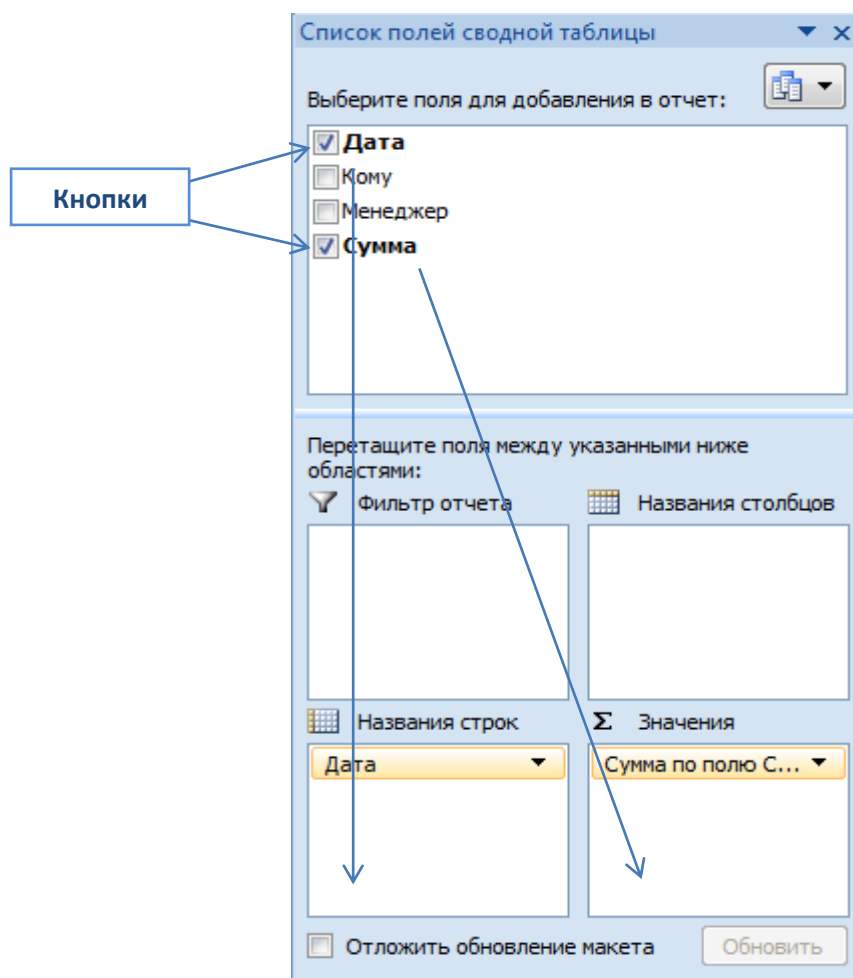 Список полей сводной таблицы
Выберите поля для добавления в отчет:
Дата
Кому
Менеджер
Сумма
Кнопки
Перетащите поля между указанными ниже
областями:
Фильтр отчета
Названия столбцов
Названия строк
Σ Значения
Дата
Сумма по полю С...
Отложить обновление макета
Обновить